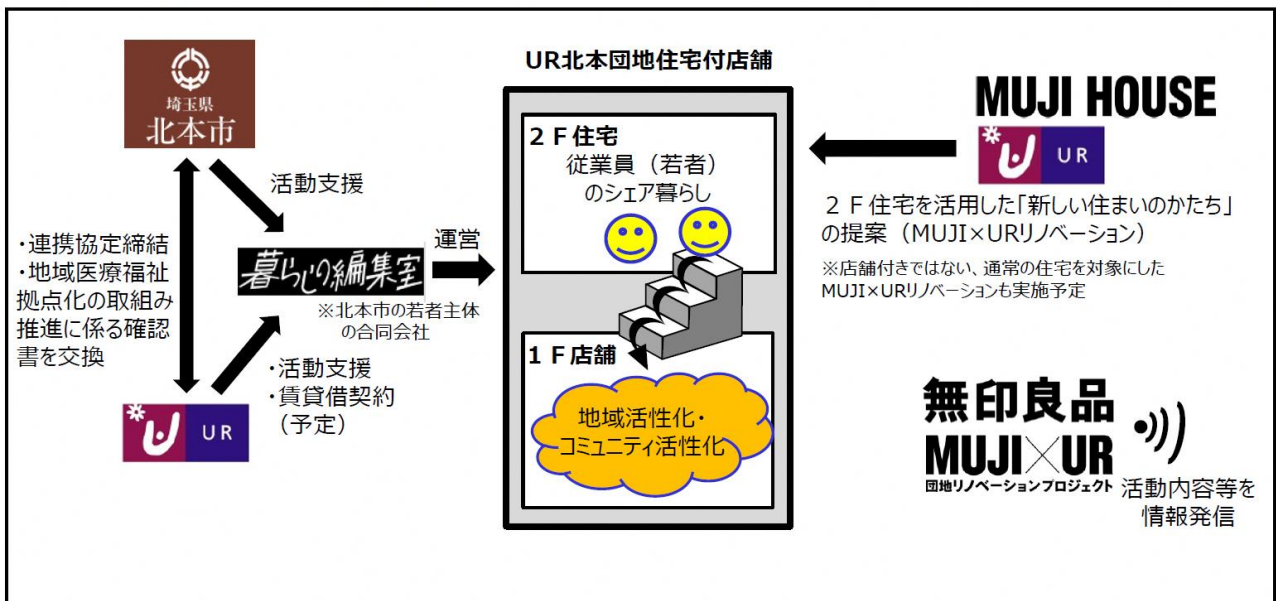 UR北本団地住宅付店舗
埼玉県
北本市
活動支援
・連携協定締結
・地域医療福祉
拠点化の取組み
推進に係る確認
書を交換
暮らしの編集室
運営
※北本市の若者主体
の合同会社
・活動支援
・賃貸借契約
(予定)
UR
2F住宅
従業員(若者)
のシェア暮らし
1F店舗
地域活性化・
コミュニティ活性化
MUJI HOUSE
UR
2F住宅を活用した「新しい住まいのかたち」
の提案(MUJI×URリノベーション)
※店舗付きではない、通常の住宅を対象にした
MUJI×URリノベーションも実施予定
無印良品
MUJI×UR
団地リノベーションプロジェクト
活動内容等を
情報発信